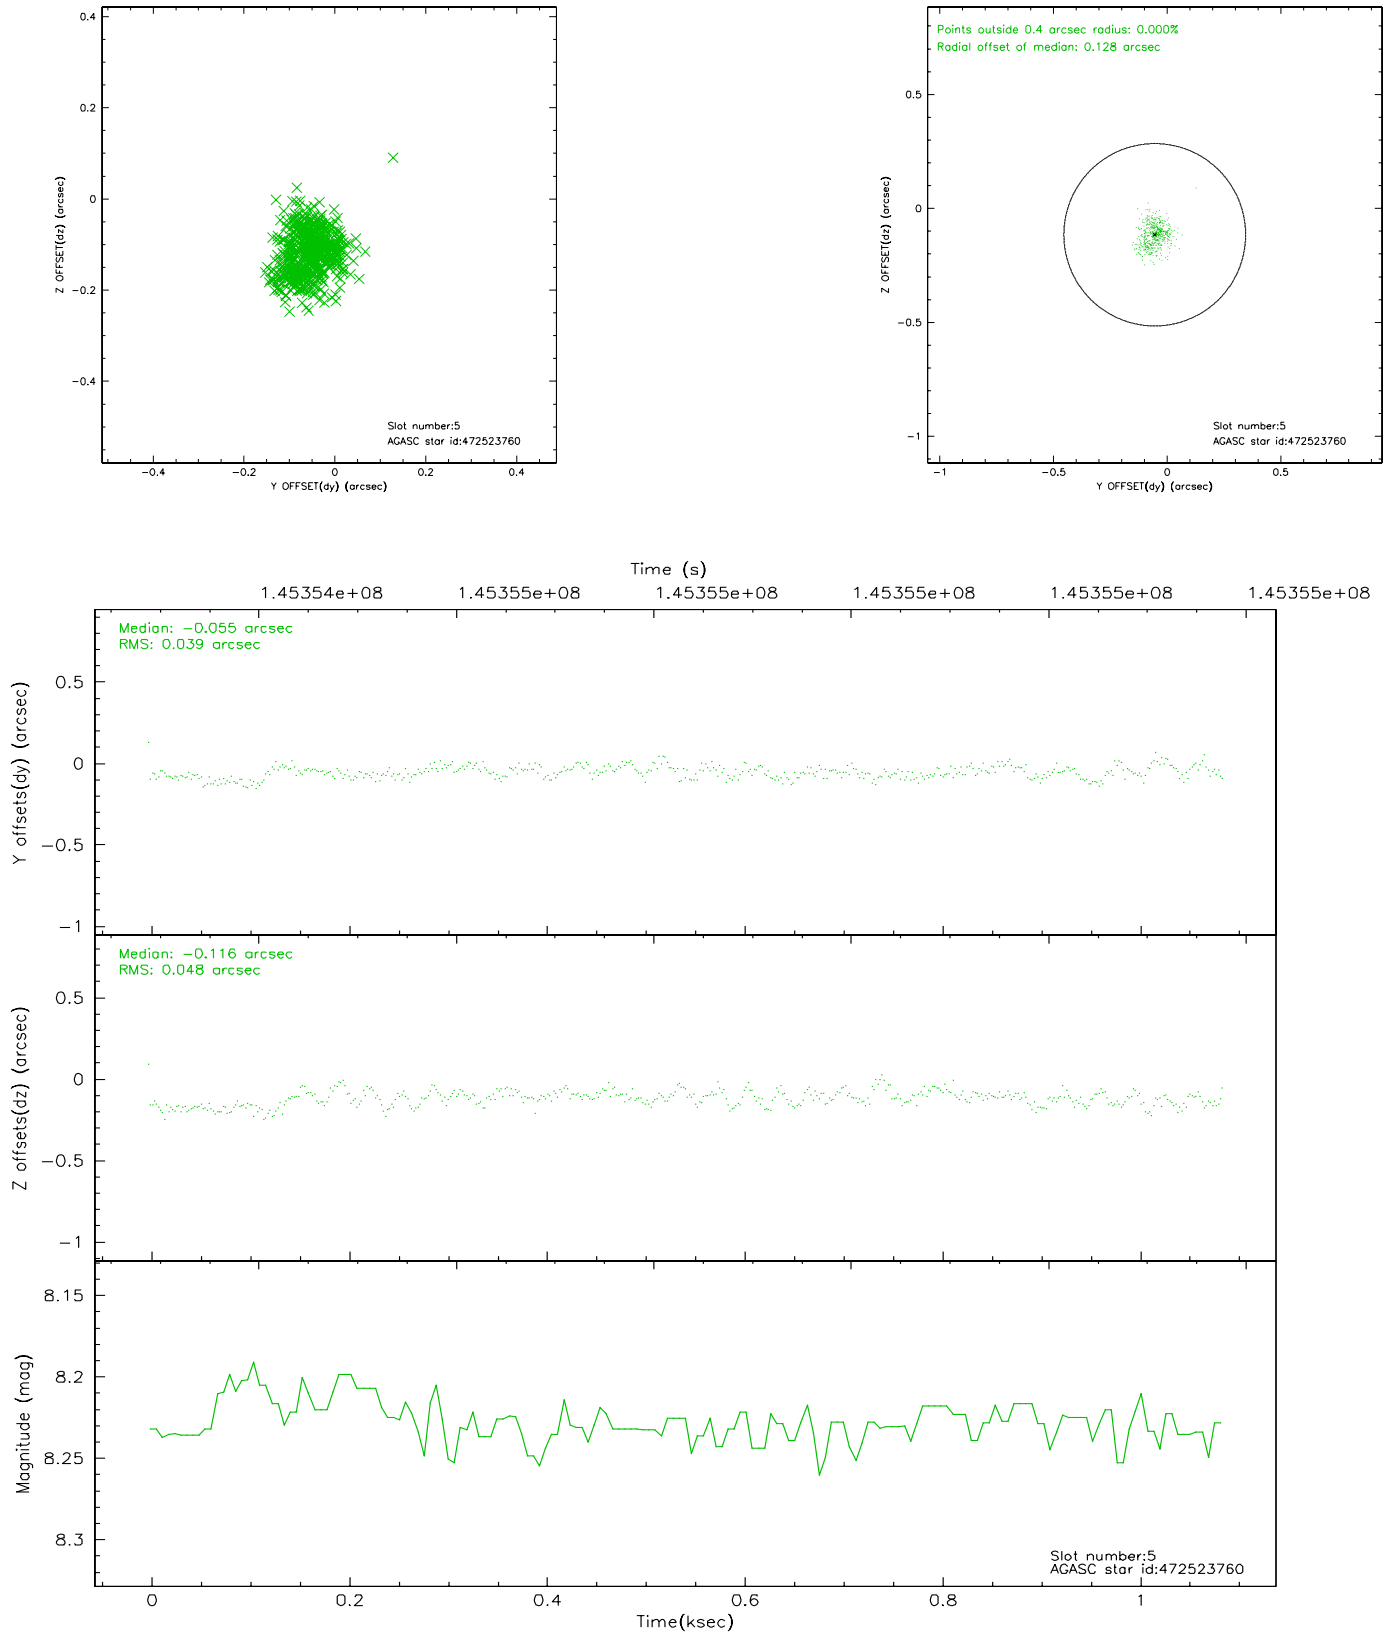 0.4
0.2
0
−0.2
−0.4
Z OFFSET(dz) (arcsec)
Slot number:5
AGASC star id:472523760
−0.4
−0.2
0
0.2
0.4
Y OFFSET(dy) (arcsec)
Points outside 0.4 arcsec radius: 0.000%
Radial offset of median: 0.128 arcsec
0.5
0
−0.5
−1
Z OFFSET(dz) (arcsec)
Slot number:5
AGASC star id:472523760
−1
−0.5
0
0.5
Y OFFSET(dy) (arcsec)
Time (s)
1.45354e+08
1.45355e+08
1.45355e+08
1.45355e+08
1.45355e+08
1.45355e+08
Median: −0.055 arcsec
RMS: 0.039 arcsec
0.5
0
−0.5
−1
Y offsets(dy) (arcsec)
Median: −0.116 arcsec
RMS: 0.048 arcsec
0.5
0
−0.5
−1
Z offsets(dz) (arcsec)
8.15
8.2
8.25
8.3
Magnitude (mag)
Slot number:5
AGASC star id:472523760
0
0.2
0.4
0.6
0.8
1
Time(ksec)